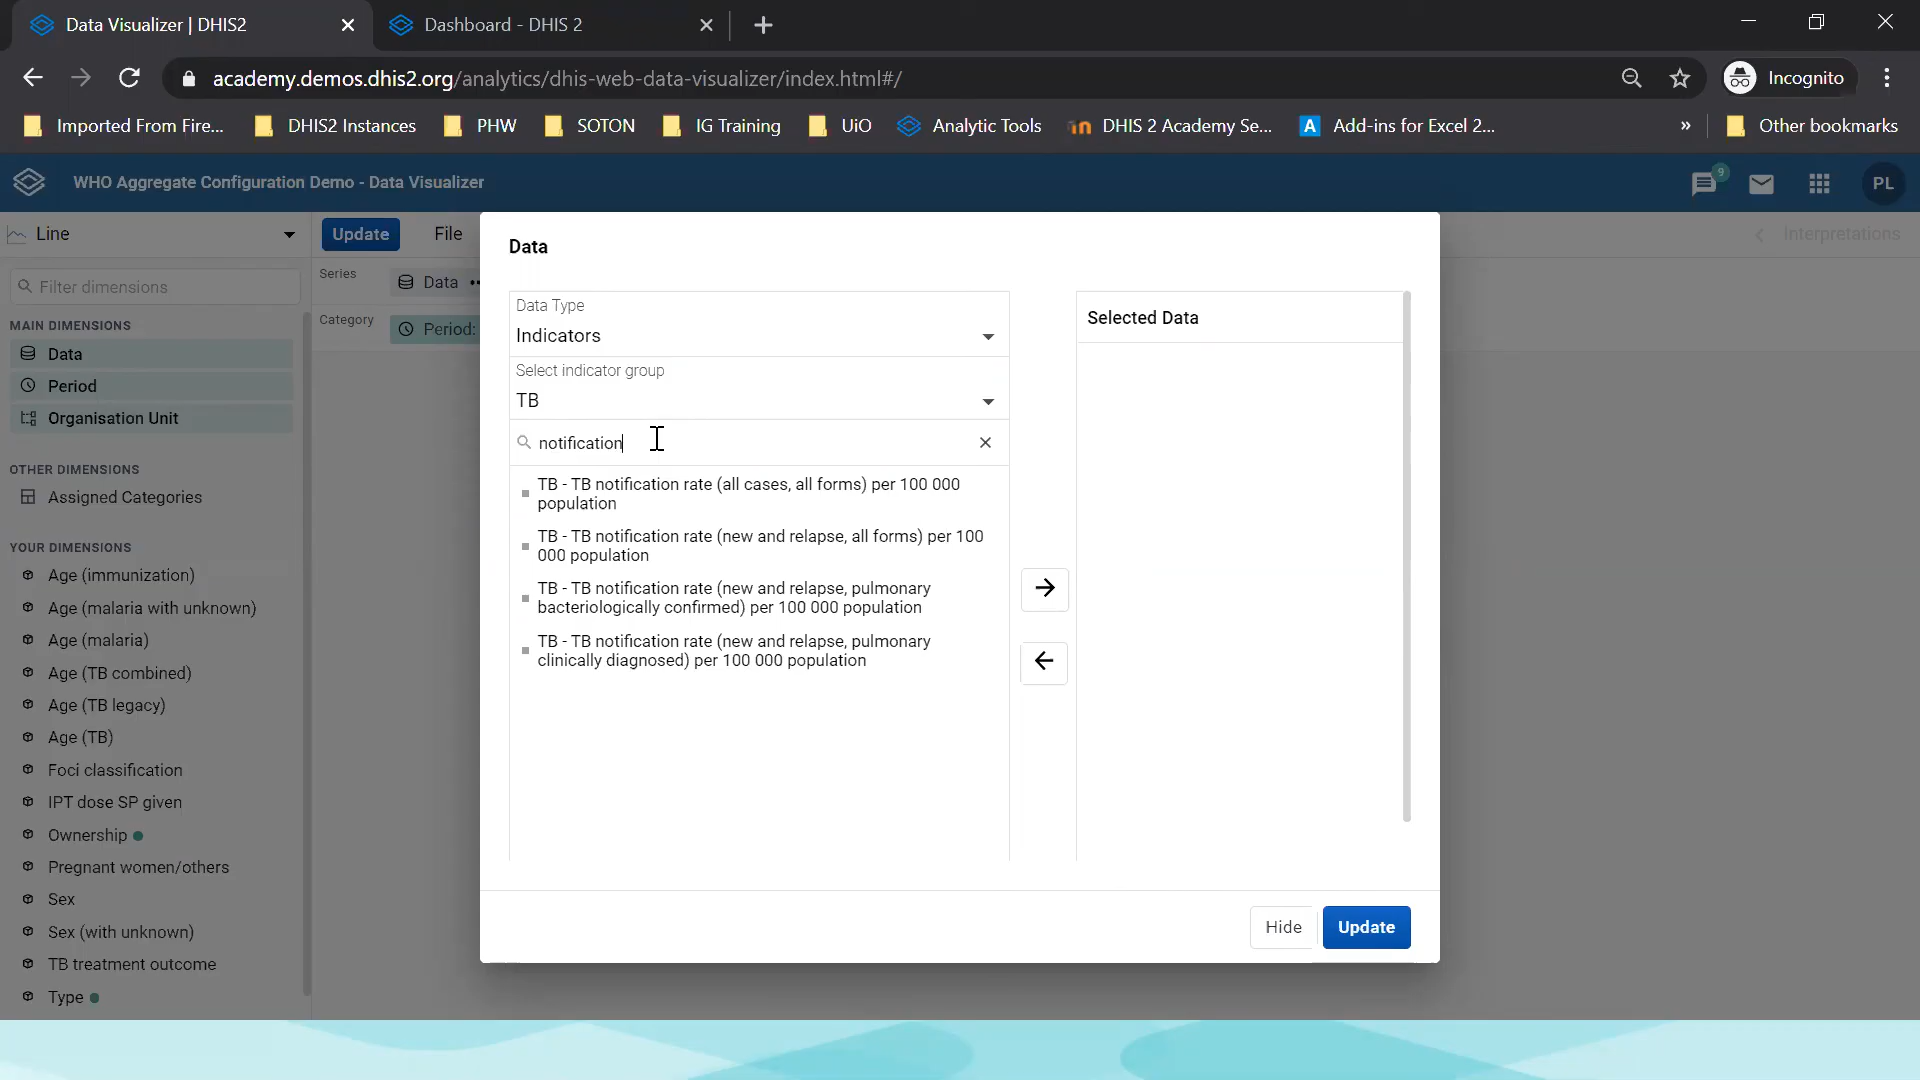 Data Visualizer | DHIS2
Dashboard - DHIS 2
academy.demos.dhis2.org/analytics/dhis-web-data-visualizer/index.html#/
Incognito
Imported From Fire...
DHIS2 Instances
PHW
SOTON
IG Training
UiO
Analytic Tools
DHIS 2 Academy Se...
A
Add-ins for Excel 2...
»
Other bookmarks
WHO Aggregate Configuration Demo - Data Visualizer
9
PL
Line
Update
File
Interpretations
Filter dimensions
Series
Data
Category
Period:
MAIN DIMENSIONS
Data
Period
Organisation Unit
OTHER DIMENSIONS
Assigned Categories
YOUR DIMENSIONS
Age (immunization)
Age (malaria with unknown)
Age (malaria)
Age (TB combined)
Age (TB legacy)
Age (TB)
Foci classification
IPT dose SP given
Ownership
Pregnant women/others
Sex
Sex (with unknown)
TB treatment outcome
Type
Data
Data Type
Indicators
Select indicator group
TB
notification
TB - TB notification rate (all cases, all forms) per 100 000
population
TB - TB notification rate (new and relapse, all forms) per 100
000 population
TB - TB notification rate (new and relapse, pulmonary
bacteriologically confirmed) per 100 000 population
TB - TB notification rate (new and relapse, pulmonary
clinically diagnosed) per 100 000 population
Selected Data
Hide
Update